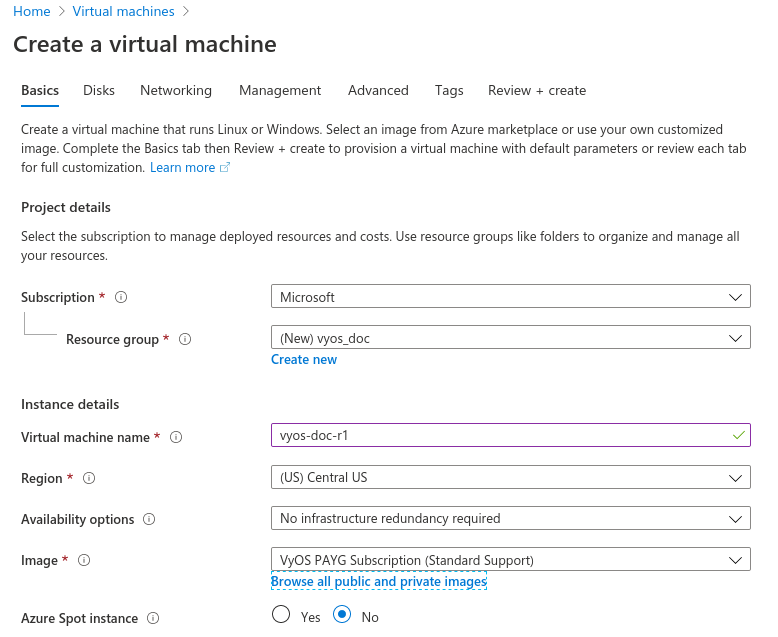 Home > Virtual machines >
Create a virtual machine
Basics Disks Networking Management Advanced Tags Review + create
Create a virtual machine that runs Linux or Windows. Select an image from Azure marketplace or use your own customized
image. Complete the Basics tab then Review + create to provision a virtual machine with default parameters or review each tab
for full customization. Learn more
Project details
Select the subscription to manage deployed resources and costs. Use resource groups like folders to organize and manage all
your resources.
Subscription * Microsoft
Resource group * (New) vyos_doc
Create new
Instance details
Virtual machine name * vyos-doc-r1
Region * (US) Central US
Availability options No infrastructure redundancy required
Image * VyOS PAYG Subscription (Standard Support)
Browse all public and private images
Azure Spot instance Yes No